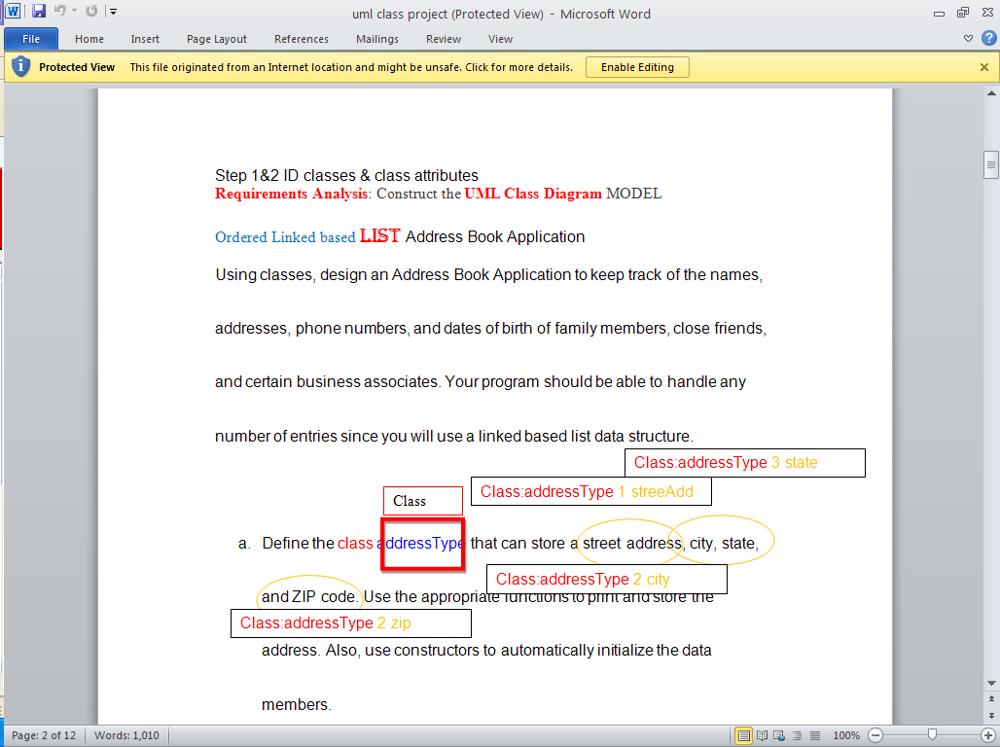 uml class project (Protected View) - Microsoft Word
File Home Insert Page Layout References Mailings Review View
Protected View This file originated from an Internet location and might be unsafe. Click for more details. Enable Editing
Step 1&2 ID classes & class attributes
Requirements Analysis: Construct the UML Class Diagram MODEL
Ordered Linked based LIST Address Book Application
Using classes, design an Address Book Application to keep track of the names,
addresses, phone numbers, and dates of birth of family members, close friends,
and certain business associates. Your program should be able to handle any
number of entries since you will use a linked based list data structure.
Class:addressType 3 state
Class:addressType 1 streeAdd
Class
a. Define the class addressType that can store a street address, city, state,
Class:addressType 2 city
and ZIP code. Use the appropriate functions to print and store the
Class:addressType 2 zip
address. Also, use constructors to automatically initialize the data
members.
Page: 2 of 12 Words: 1,010 100%